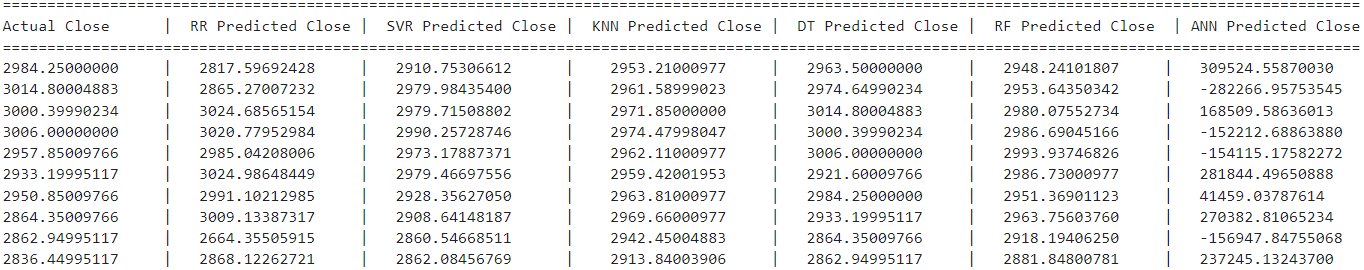 Actual Close | RR Predicted Close | SVR Predicted Close | KNN Predicted Close | DT Predicted Close | RF Predicted Close | ANN Predicted Close
2984.25000000 | 2817.59692428 | 2910.75306612 | 2953.21000977 | 2963.50000000 | 2948.24101807 | 309524.55870030
3014.80004883 | 2865.27007232 | 2979.98435400 | 2961.58999023 | 2974.64990234 | 2953.64350342 | -282266.95753545
3000.39990234 | 3024.68565154 | 2979.71508802 | 2971.85000000 | 3014.80004883 | 2980.07552734 | 168509.58636013
3006.00000000 | 3020.77952984 | 2990.25728746 | 2974.47998047 | 3000.39990234 | 2986.69045166 | -152212.68863880
2957.85009766 | 2985.04208006 | 2973.17887371 | 2962.11000977 | 3006.00000000 | 2993.93746826 | -154115.17582272
2933.19995117 | 3024.98648449 | 2979.46697556 | 2959.42001953 | 2921.60009766 | 2986.73000977 | 281844.49650888
2950.85009766 | 2991.10212985 | 2928.35627050 | 2963.81000977 | 2984.25000000 | 2951.36901123 | 41459.03787614
2864.35009766 | 3009.13387317 | 2908.64148187 | 2969.66000977 | 2933.19995117 | 2963.75603760 | 270382.81065234
2862.94995117 | 2664.35505915 | 2860.54668511 | 2942.45004883 | 2864.35009766 | 2918.19406250 | -156947.84755068
2836.44995117 | 2868.12262721 | 2862.08456769 | 2913.84003906 | 2862.94995117 | 2881.84800781 | 237245.13243700